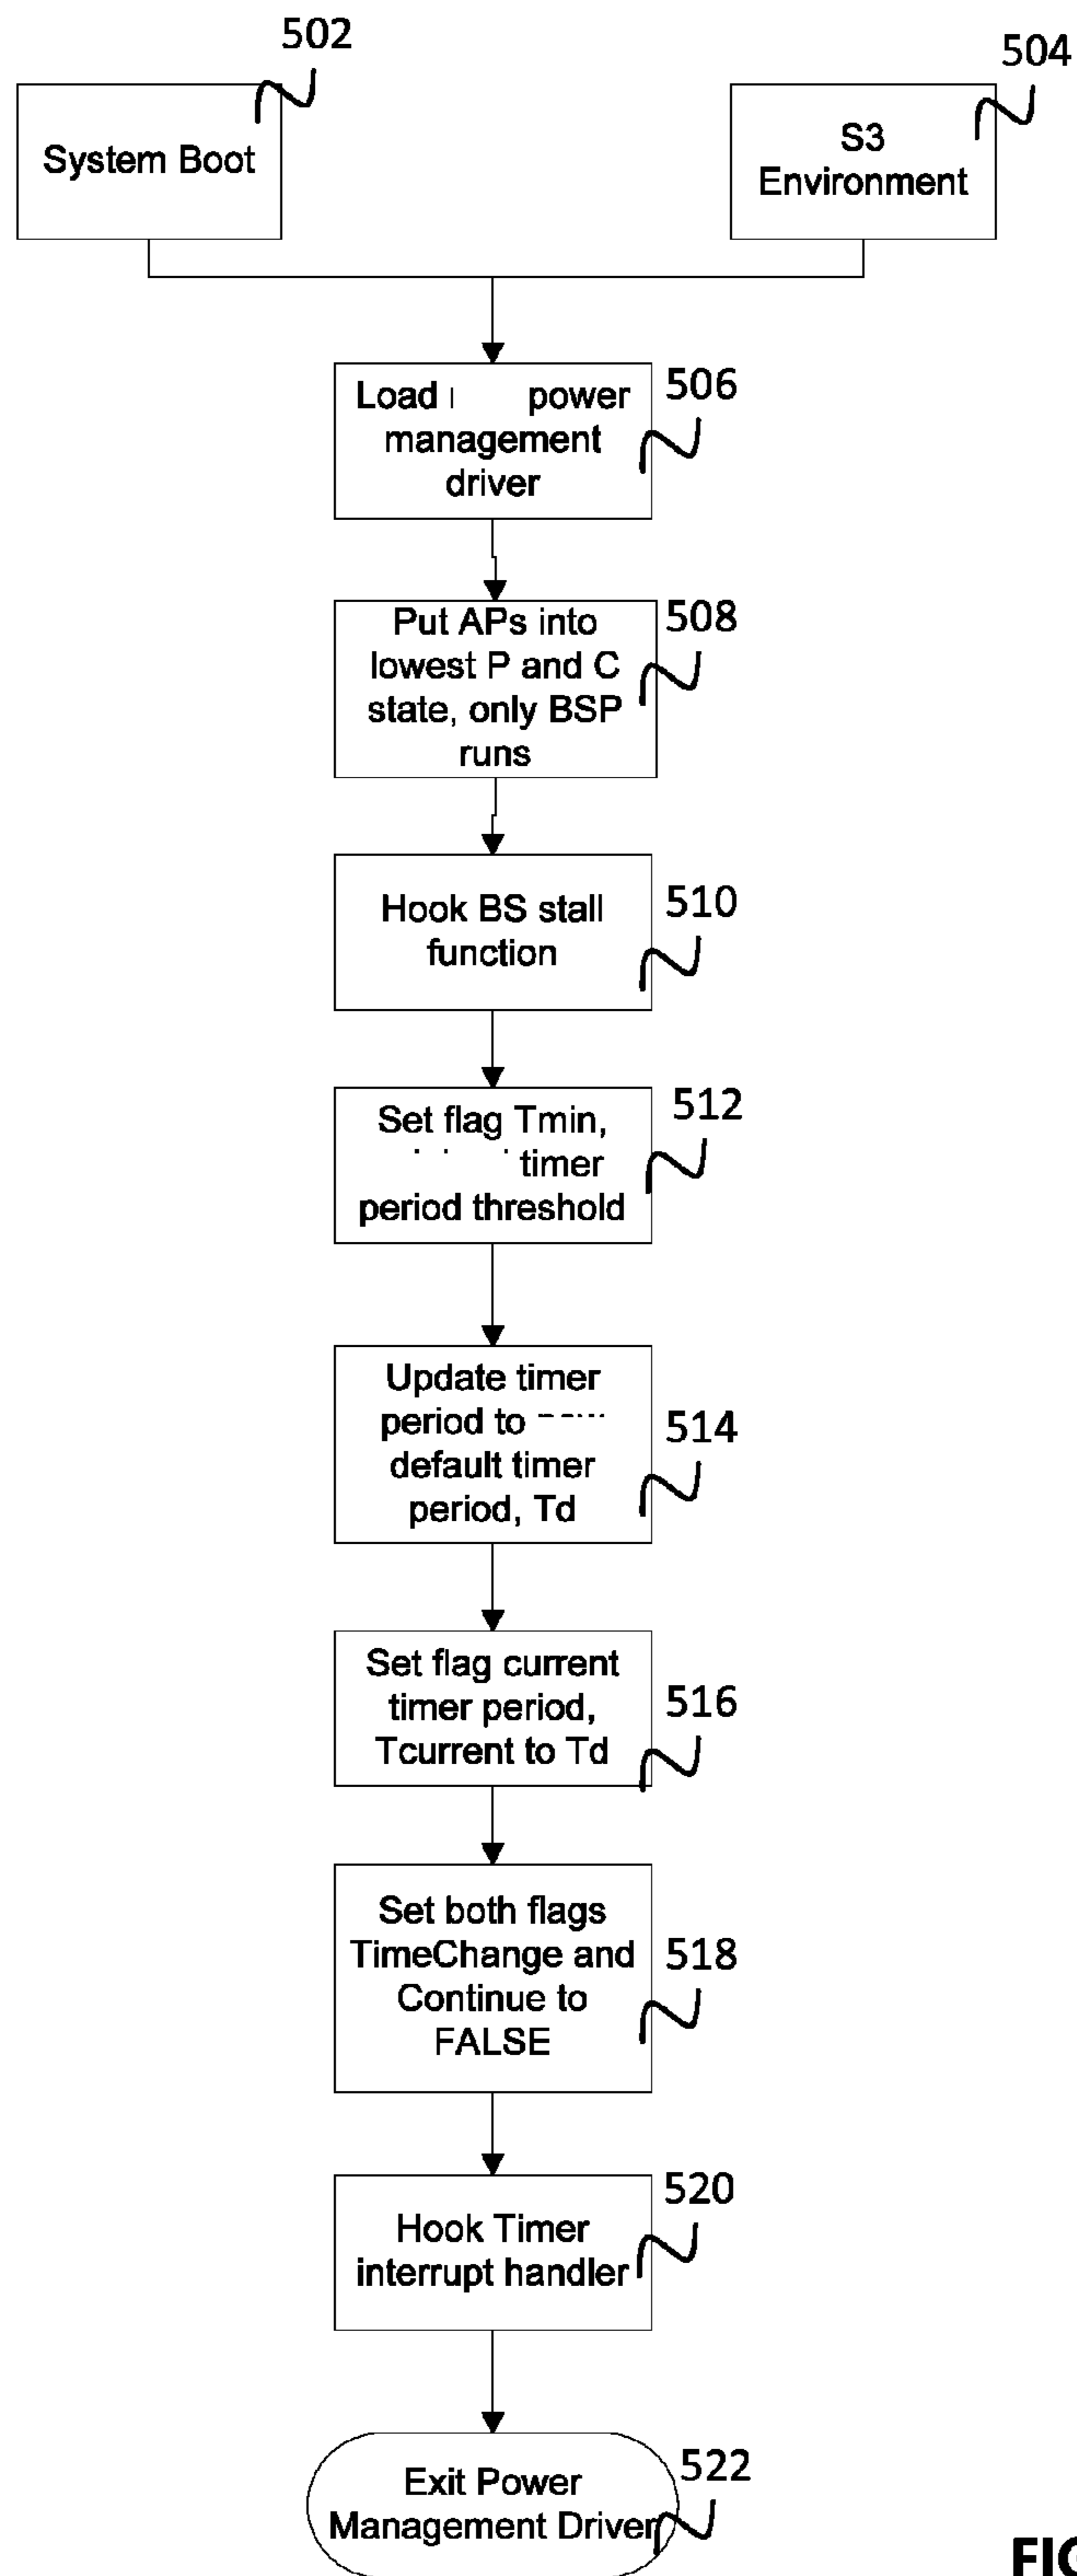 502
504
System Boot
S3
Environment
Load power
management
driver
506
Put APs into
lowest P and C
state, only BSP
runs
508
Hook BS stall
function
510
Set flag Tmin,
timer
period threshold
512
Update timer
period to
default timer
period, Td
514
Set flag current
timer period,
Tcurrent to Td
516
Set both flags
TimeChange and
Continue to
FALSE
518
Hook Timer
interrupt handler
520
Exit Power
Management Driver
522